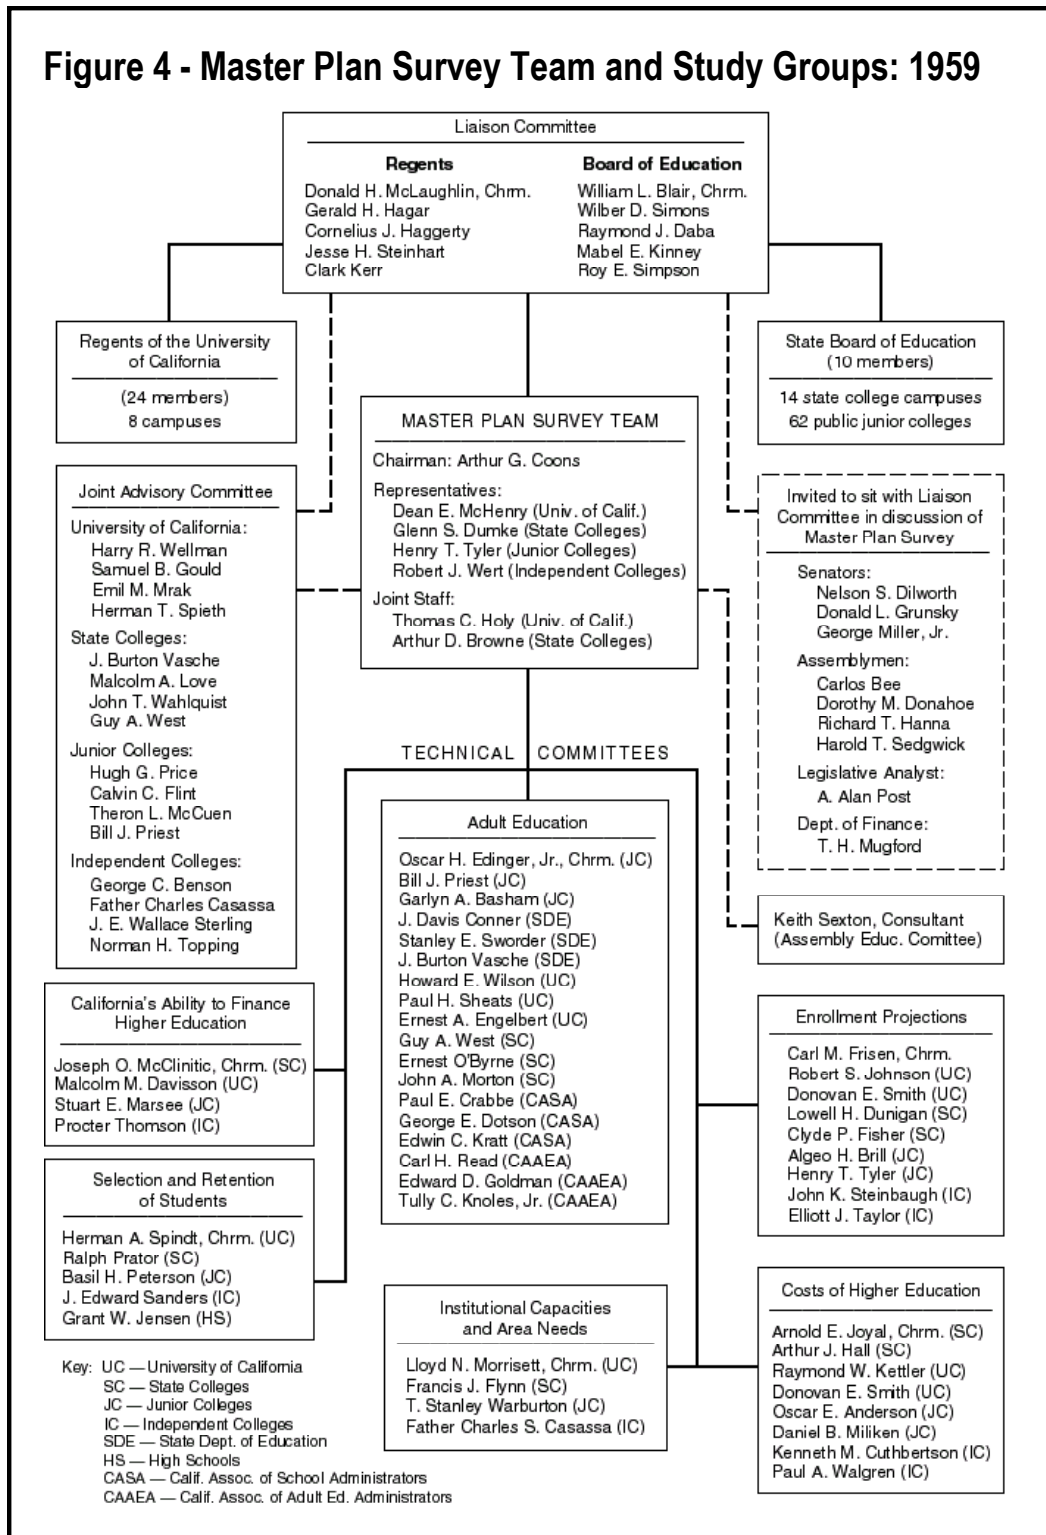 Figure 4 - Master Plan Survey Team and Study Groups: 1959
Liaison Committee
Regents
Donald H. McLaughlin, Chrm.
Gerald H. Hagar
Cornelius J. Haggerty
Jesse H. Steinhart
Clark Kerr
Board of Education
William L. Blair, Chrm.
Wilber D. Simons
Raymond J. Daba
Mabel E. Kinney
Roy E. Simpson
Regents of the University
of California
(24 members)
8 campuses
State Board of Education
(10 members)
14 state college campuses
62 public junior colleges
MASTER PLAN SURVEY TEAM
Chairman: Arthur G. Coons
Representatives:
Dean E. McHenry (Univ. of Calif.)
Glenn S. Dumke (State Colleges)
Henry T. Tyler (Junior Colleges)
Robert J. Wert (Independent Colleges)
Joint Staff:
Thomas C. Holy (Univ. of Calif.)
Arthur D. Browne (State Colleges)
Joint Advisory Committee
University of California:
Harry R. Wellman
Samuel B. Gould
Emil M. Mrak
Herman T. Spieth
State Colleges:
J. Burton Vasche
Malcolm A. Love
John T. Wahlquist
Guy A. West
Junior Colleges:
Hugh G. Price
Calvin C. Flint
Theron L. McCuen
Bill J. Priest
Independent Colleges:
George C. Benson
Father Charles Casassa
J. E. Wallace Sterling
Norman H. Topping
Invited to sit with Liaison
Committee in discussion of
Master Plan Survey
Senators:
Nelson S. Dilworth
Donald L. Grunsky
George Miller, Jr.
Assemblymen:
Carlos Bee
Dorothy M. Donahoe
Richard T. Hanna
Harold T. Sedgwick
Legislative Analyst:
A. Alan Post
Dept. of Finance:
T. H. Mugford
Keith Sexton, Consultant
(Assembly Educ. Comittee)
TECHNICAL COMMITTEES
Adult Education
Oscar H. Edinger, Jr., Chrm. (JC)
Bill J. Priest (JC)
Garlyn A. Basham (JC)
J. Davis Conner (SDE)
Stanley E. Sworder (SDE)
J. Burton Vasche (SDE)
Howard E. Wilson (UC)
Paul H. Sheats (UC)
Ernest A. Engelbert (UC)
Guy A. West (SC)
Ernest O'Byrne (SC)
John A. Morton (SC)
Paul E. Crabbe (CASA)
George E. Dotson (CASA)
Edwin C. Kratt (CASA)
Carl H. Read (CAAEA)
Edward D. Goldman (CAAEA)
Tully C. Knoles, Jr. (CAAEA)
California's Ability to Finance
Higher Education
Joseph O. McClinitic, Chrm. (SC)
Malcolm M. Davisson (UC)
Stuart E. Marsee (JC)
Procter Thomson (IC)
Selection and Retention
of Students
Herman A. Spindt, Chrm. (UC)
Ralph Prator (SC)
Basil H. Peterson (JC)
J. Edward Sanders (IC)
Grant W. Jensen (HS)
Enrollment Projections
Carl M. Frisen, Chrm.
Robert S. Johnson (UC)
Donovan E. Smith (UC)
Lowell H. Dunigan (SC)
Clyde P. Fisher (SC)
Algeo H. Brill (JC)
Henry T. Tyler (JC)
John K. Steinbaugh (IC)
Elliott J. Taylor (IC)
Institutional Capacities
and Area Needs
Lloyd N. Morrisett, Chrm. (UC)
Francis J. Flynn (SC)
T. Stanley Warburton (JC)
Father Charles S. Casassa (IC)
Costs of Higher Education
Arnold E. Joyal, Chrm. (SC)
Arthur J. Hall (SC)
Raymond W. Kettler (UC)
Donovan E. Smith (UC)
Oscar E. Anderson (JC)
Daniel B. Miliken (JC)
Kenneth M. Cuthbertson (IC)
Paul A. Walgren (IC)
Key: UC — University of California
SC — State Colleges
JC — Junior Colleges
IC — Independent Colleges
SDE — State Dept. of Education
HS — High Schools
CASA — Calif. Assoc. of School Administrators
CAAEA — Calif. Assoc. of Adult Ed. Administrators